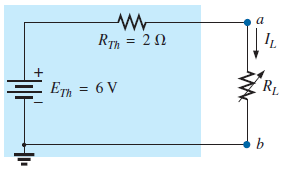 a
R_Th = 2 Ω
I_L
+
E_Th = 6 V
R_L
−
b